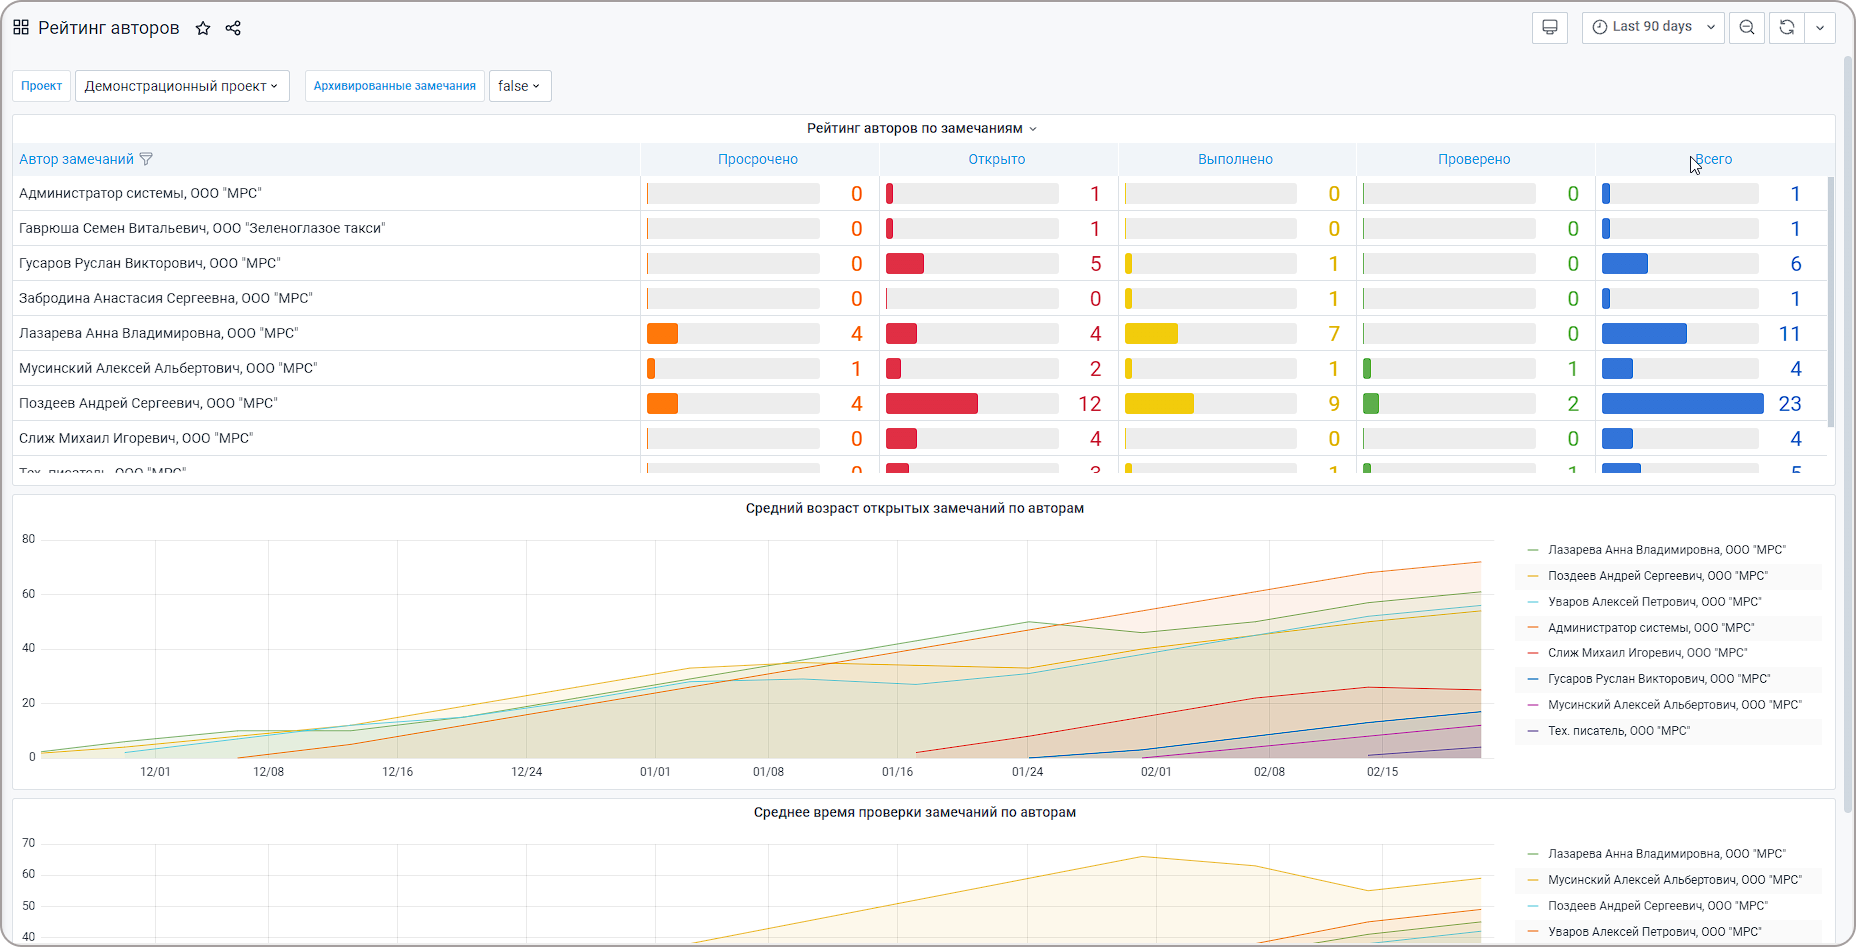 Рейтинг авторов
Last 90 days
Проект Демонстрационный проект Архивированные замечания false
Рейтинг авторов по замечаниям
Автор замечаний Просрочено Открыто Выполнено Проверено Всего
Администратор системы, ООО "МРС" 0 1 0 0 1
Гаврюша Семен Витальевич, ООО "Зеленоглазое такси" 0 1 0 0 1
Гусаров Руслан Викторович, ООО "МРС" 0 5 1 0 6
Забродина Анастасия Сергеевна, ООО "МРС" 0 0 1 0 1
Лазарева Анна Владимировна, ООО "МРС" 4 4 7 0 11
Мусинский Алексей Альбертович, ООО "МРС" 1 2 1 1 4
Поздеев Андрей Сергеевич, ООО "МРС" 4 12 9 2 23
Слиж Михаил Игоревич, ООО "МРС" 0 4 0 0 4
Тех. писатель, ООО "МРС" 0 3 1 1 5
Средний возраст открытых замечаний по авторам
80
60
40
20
0
12/01 12/08 12/16 12/24 01/01 01/08 01/16 01/24 02/01 02/08 02/15
Лазарева Анна Владимировна, ООО "МРС"
Поздеев Андрей Сергеевич, ООО "МРС"
Уваров Алексей Петрович, ООО "МРС"
Администратор системы, ООО "МРС"
Слиж Михаил Игоревич, ООО "МРС"
Гусаров Руслан Викторович, ООО "МРС"
Мусинский Алексей Альбертович, ООО "МРС"
Тех. писатель, ООО "МРС"
Среднее время проверки замечаний по авторам
70
60
50
40
Лазарева Анна Владимировна, ООО "МРС"
Мусинский Алексей Альбертович, ООО "МРС"
Поздеев Андрей Сергеевич, ООО "МРС"
Уваров Алексей Петрович, ООО "МРС"